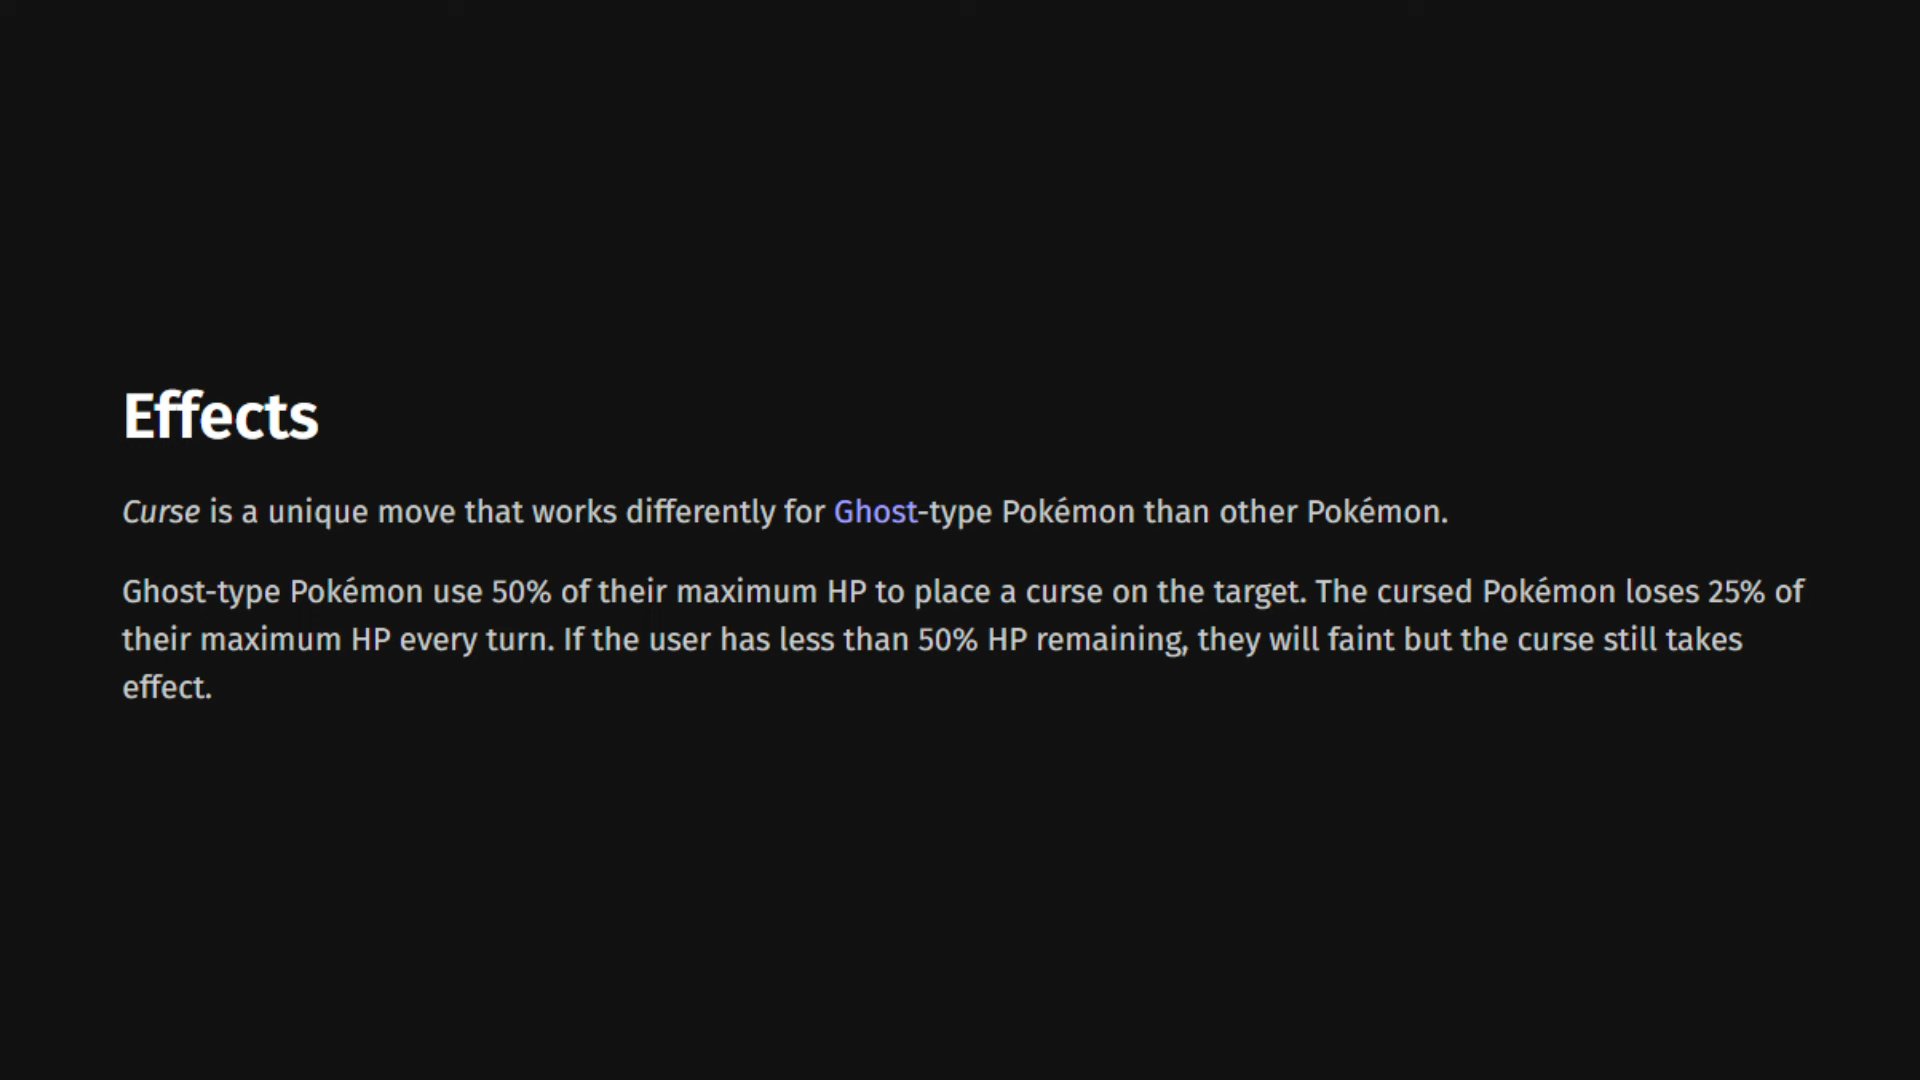 Effects
Curse is a unique move that works differently for Ghost-type Pokémon than other Pokémon.
Ghost-type Pokémon use 50% of their maximum HP to place a curse on the target. The cursed Pokémon loses 25% of
their maximum HP every turn. If the user has less than 50% HP remaining, they will faint but the curse still takes
effect.